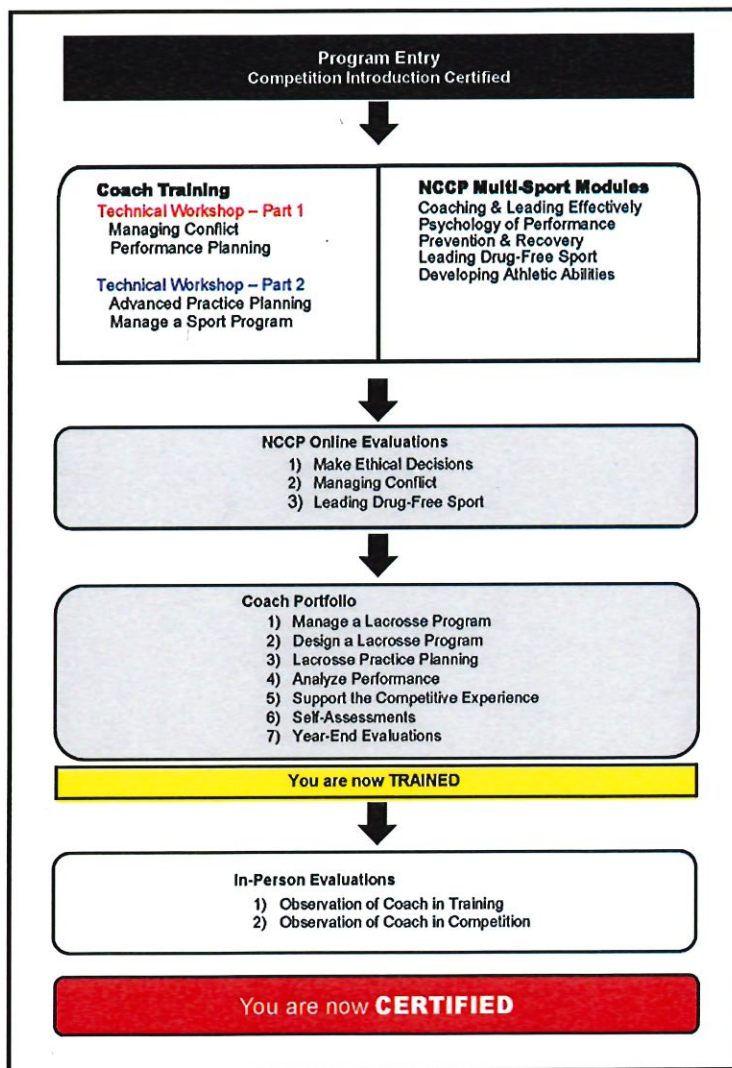 Program Entry
Competition Introduction Certified
Coach Training
Technical Workshop – Part 1
Managing Conflict
Performance Planning
Technical Workshop – Part 2
Advanced Practice Planning
Manage a Sport Program
NCCP Multi-Sport Modules
Coaching & Leading Effectively
Psychology of Performance
Prevention & Recovery
Leading Drug-Free Sport
Developing Athletic Abilities
NCCP Online Evaluations
1) Make Ethical Decisions
2) Managing Conflict
3) Leading Drug-Free Sport
Coach Portfolio
1) Manage a Lacrosse Program
2) Design a Lacrosse Program
3) Lacrosse Practice Planning
4) Analyze Performance
5) Support the Competitive Experience
6) Self-Assessments
7) Year-End Evaluations
You are now TRAINED
In-Person Evaluations
1) Observation of Coach in Training
2) Observation of Coach in Competition
You are now CERTIFIED